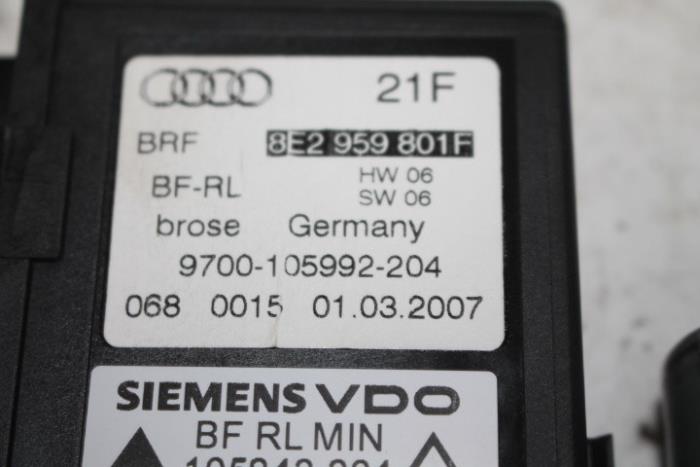 21F
BRF 8E2 959 801F
BF-RL HW 06
SW 06
brose Germany
9700-105992-204
068 0015 01.03.2007
SIEMENS VDO
BF RL MIN